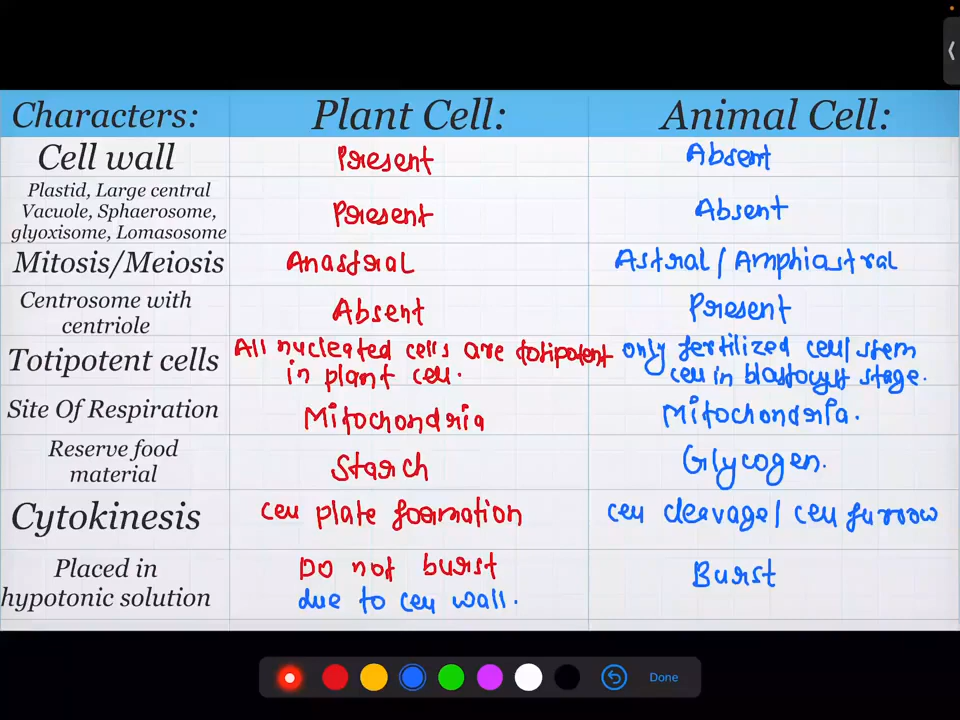 Characters: Plant Cell: Animal Cell:
Cell wall Present Absent
Plastid, Large central
Vacuole, Sphaerosome,
glyoxisome, Lomasosome
Present Absent
Mitosis/Meiosis Anastral Astral / Amphiastral
Centrosome with
centriole
Absent Present
Totipotent cells
All nucleated cells are totipotent
in plant cell.
only fertilized cell/stem
cell in blastocyst stage.
Site Of Respiration Mitochondria Mitochondria.
Reserve food
material
Starch Glycogen.
Cytokinesis cell plate formation cell cleavage/ cell furrow
Placed in
hypotonic solution
Do not burst
due to cell wall.
Burst
Done